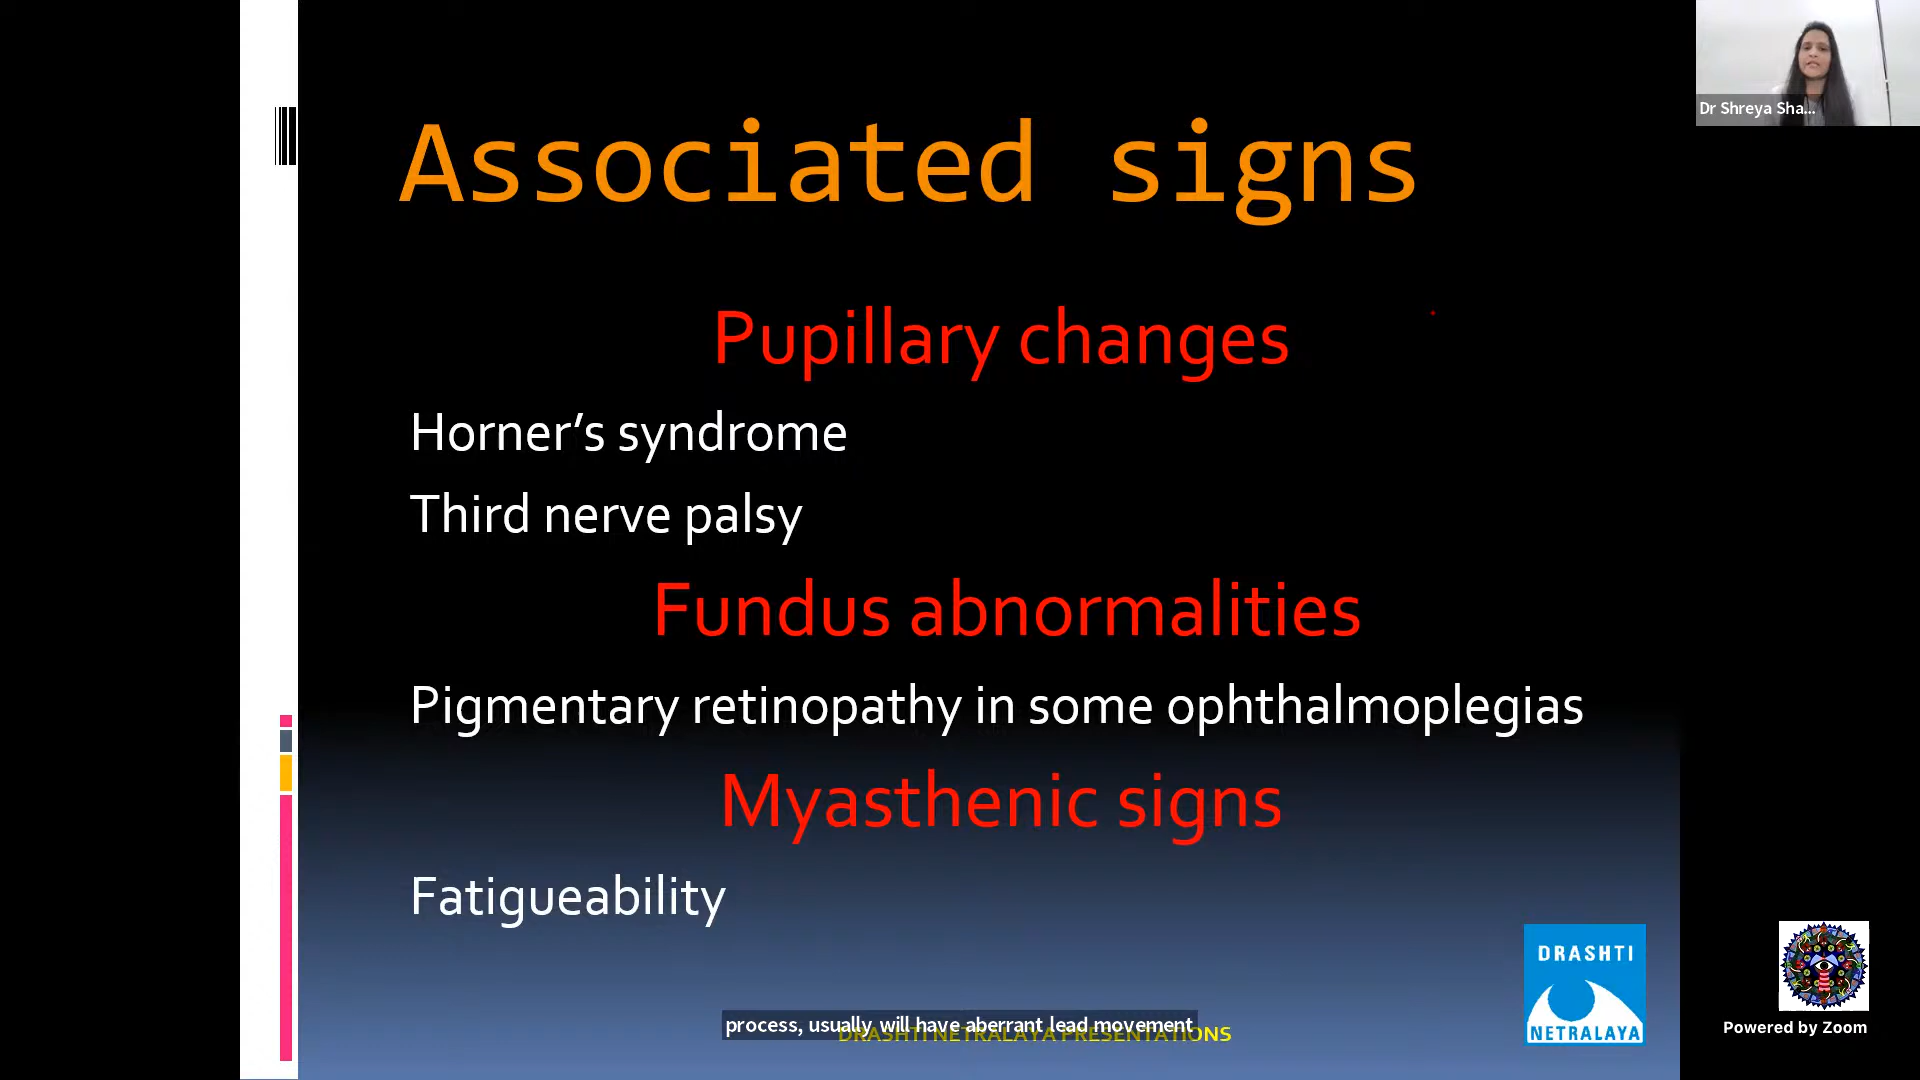 Dr Shreya Sha...
Associated signs
Pupillary changes
Horner’s syndrome
Third nerve palsy
Fundus abnormalities
Pigmentary retinopathy in some ophthalmoplegias
Myasthenic signs
Fatigueability
DRASHTI
NETRALAYA
process, usually will have aberrant lead movement
DRASHTI NETRALAYA PRESENTATIONS
Powered by Zoom